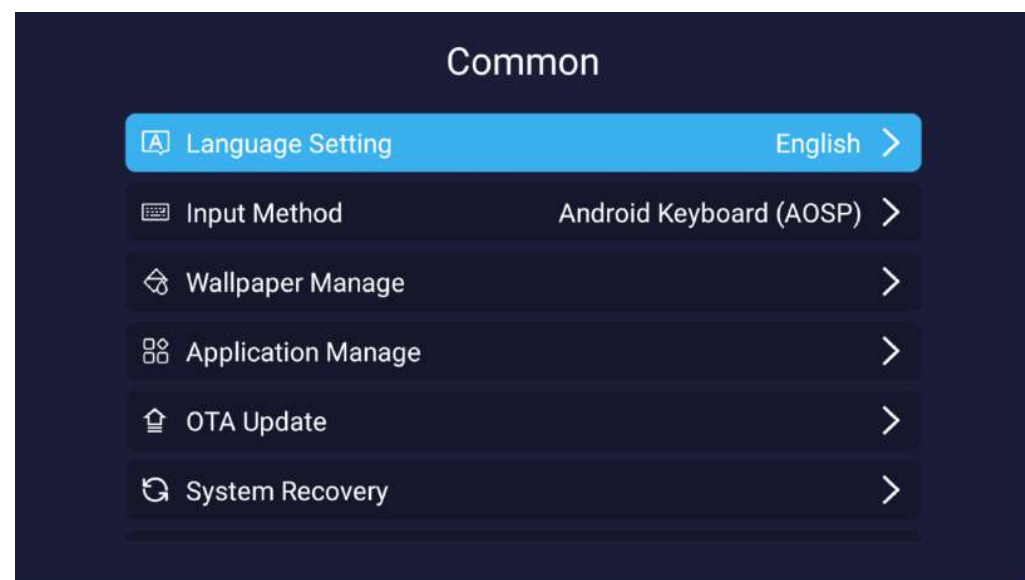 Common
Language Setting English
Input Method Android Keyboard (AOSP)
Wallpaper Manage
Application Manage
OTA Update
System Recovery